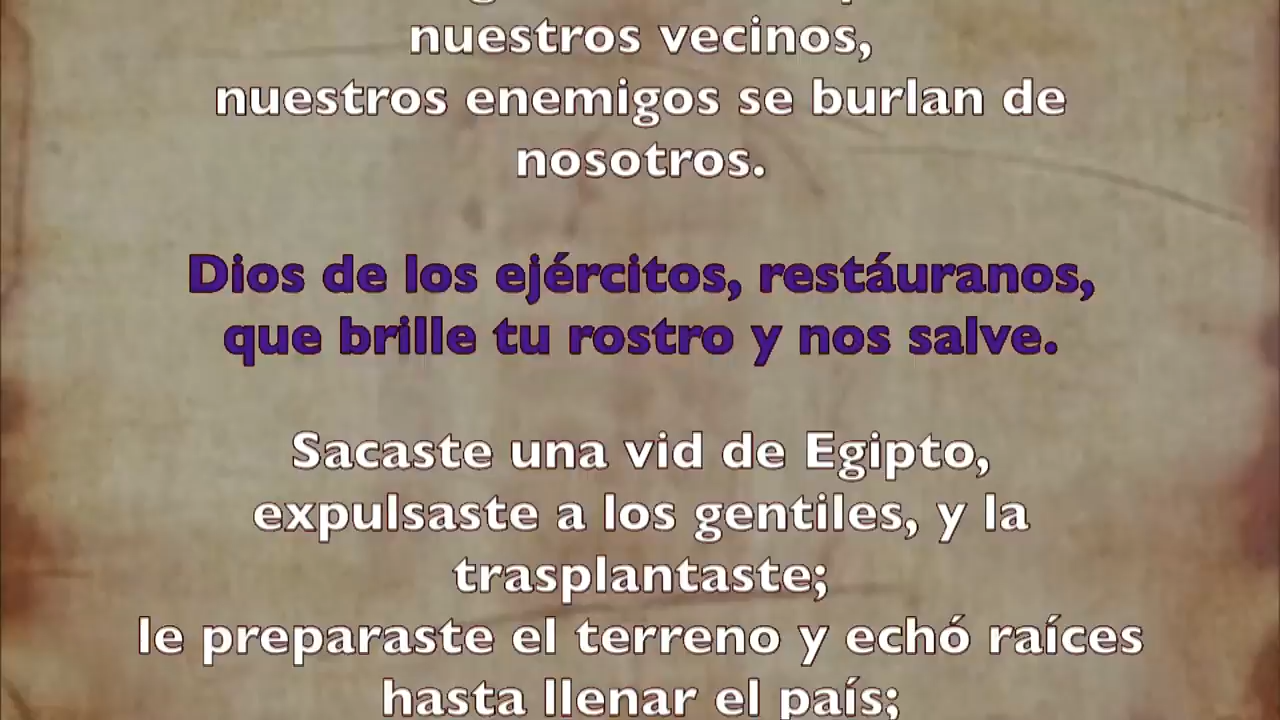 nuestros vecinos,
nuestros enemigos se burlan de
nosotros.
Dios de los ejércitos, restáuranos,
que brille tu rostro y nos salve.
Sacaste una vid de Egipto,
expulsaste a los gentiles, y la
trasplantaste;
le preparaste el terreno y echó raíces
hasta llenar el país;